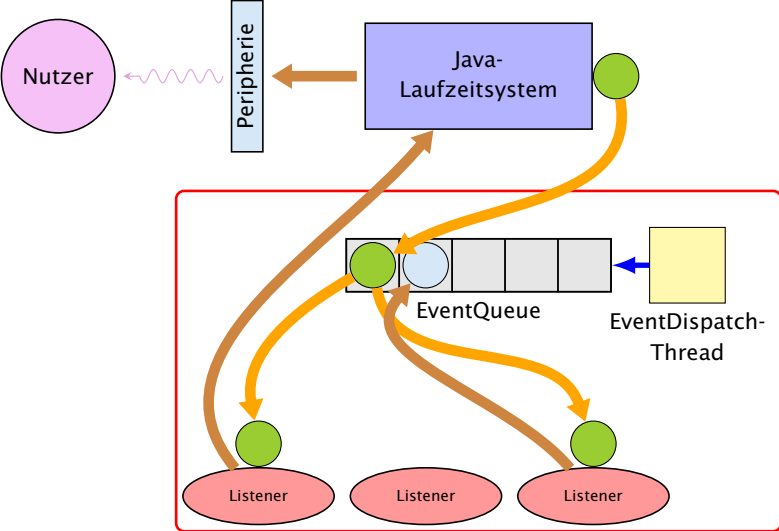 Nutzer
Peripherie
Java-
Laufzeitsystem
EventQueue
EventDispatch-
Thread
Listener
Listener
Listener